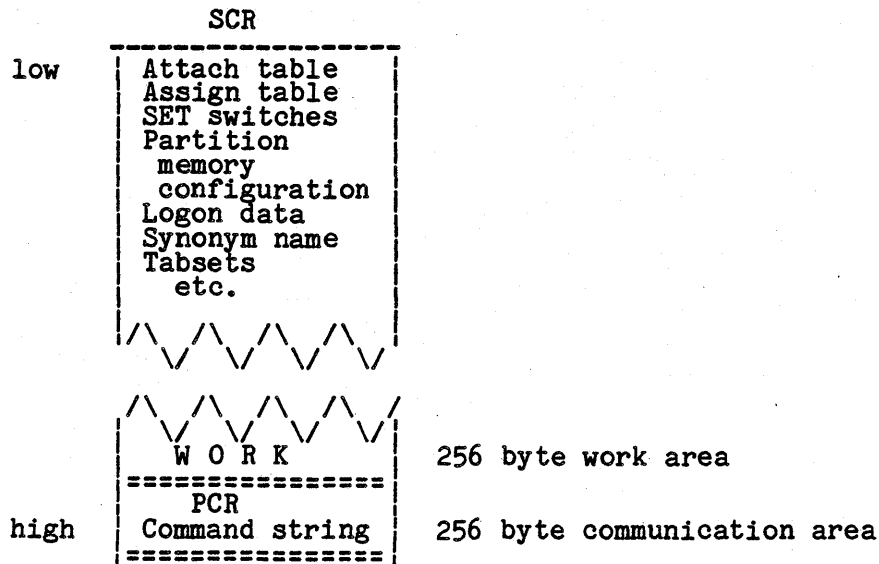 SCR
low Attach table
Assign table
SET switches
Partition
memory
configuration
Logon data
Synonym name
Tabsets
etc.
W O R K 256 byte work area
PCR
high Command string 256 byte communication area